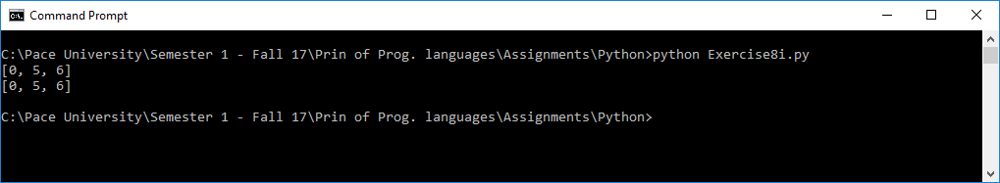 Command Prompt
C:\Pace University\Semester 1 - Fall 17\Prin of Prog. languages\Assignments\Python>python Exercise8i.py
[0, 5, 6]
[0, 5, 6]
C:\Pace University\Semester 1 - Fall 17\Prin of Prog. languages\Assignments\Python>